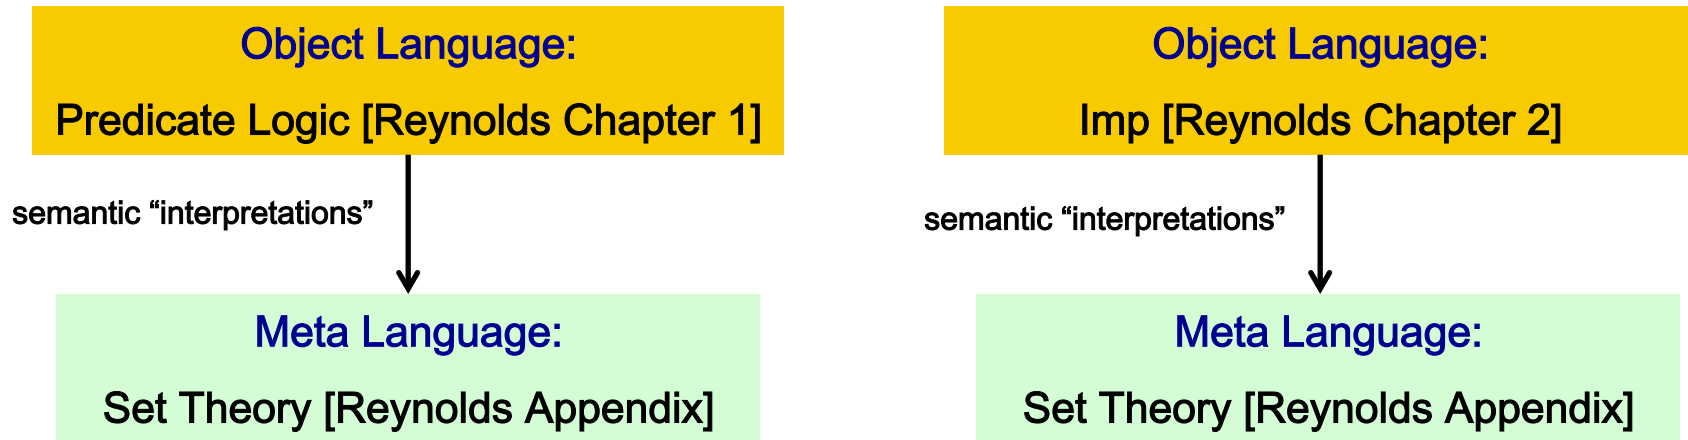 Object Language:
Predicate Logic [Reynolds Chapter 1]
semantic “interpretations”
Meta Language:
Set Theory [Reynolds Appendix]
Object Language:
Imp [Reynolds Chapter 2]
semantic “interpretations”
Meta Language:
Set Theory [Reynolds Appendix]